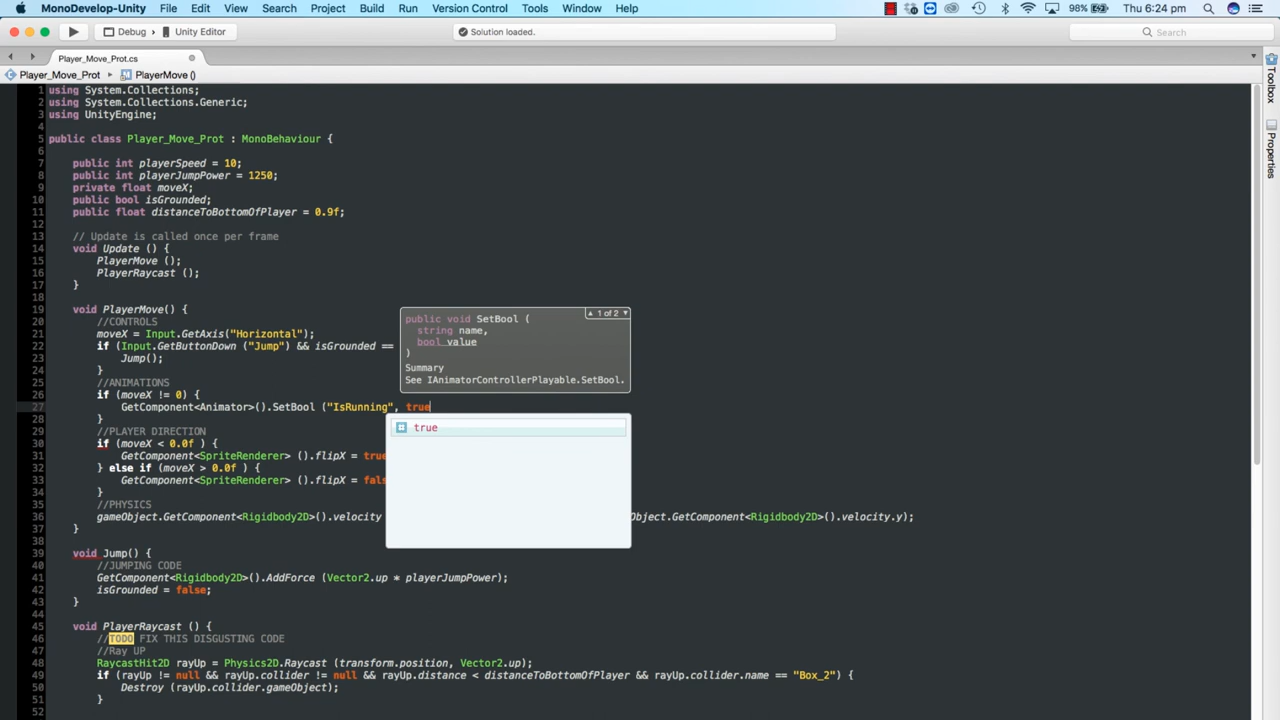 MonoDevelop-Unity File Edit View Search Project Build Run Version Control Tools Window Help 98% Thu 6:24 pm
Debug Unity Editor Solution loaded. Search
Player_Move_Prot.cs
Player_Move_Prot PlayerMove ()
Toolbox
Properties
1 using System.Collections;
2 using System.Collections.Generic;
3 using UnityEngine;
4
5 public class Player_Move_Prot : MonoBehaviour {
6
7 public int playerSpeed = 10;
8 public int playerJumpPower = 1250;
9 private float moveX;
10 public bool isGrounded;
11 public float distanceToBottomOfPlayer = 0.9f;
12
13 // Update is called once per frame
14 void Update () {
15 PlayerMove ();
16 PlayerRaycast ();
17 }
18
19 void PlayerMove() {
20 //CONTROLS
21 moveX = Input.GetAxis("Horizontal");
22 if (Input.GetButtonDown ("Jump") && isGrounded ==
23 Jump();
24 }
25 //ANIMATIONS
26 if (moveX != 0) {
27 GetComponent<Animator>().SetBool ("IsRunning", true
28 }
29 //PLAYER DIRECTION
30 if (moveX < 0.0f ) {
31 GetComponent<SpriteRenderer> ().flipX = true
32 } else if (moveX > 0.0f ) {
33 GetComponent<SpriteRenderer> ().flipX = fals
34 }
35 //PHYSICS
36 gameObject.GetComponent<Rigidbody2D>().velocity Object.GetComponent<Rigidbody2D>().velocity.y);
37 }
38
39 void Jump() {
40 //JUMPING CODE
41 GetComponent<Rigidbody2D>().AddForce (Vector2.up * playerJumpPower);
42 isGrounded = false;
43 }
44
45 void PlayerRaycast () {
46 //TODO FIX THIS DISGUSTING CODE
47 //Ray UP
48 RaycastHit2D rayUp = Physics2D.Raycast (transform.position, Vector2.up);
49 if (rayUp != null && rayUp.collider != null && rayUp.distance < distanceToBottomOfPlayer && rayUp.collider.name == "Box_2") {
50 Destroy (rayUp.collider.gameObject);
51 }
52
1 of 2
public void SetBool (
string name,
bool value
)
Summary
See IAnimatorControllerPlayable.SetBool.
true